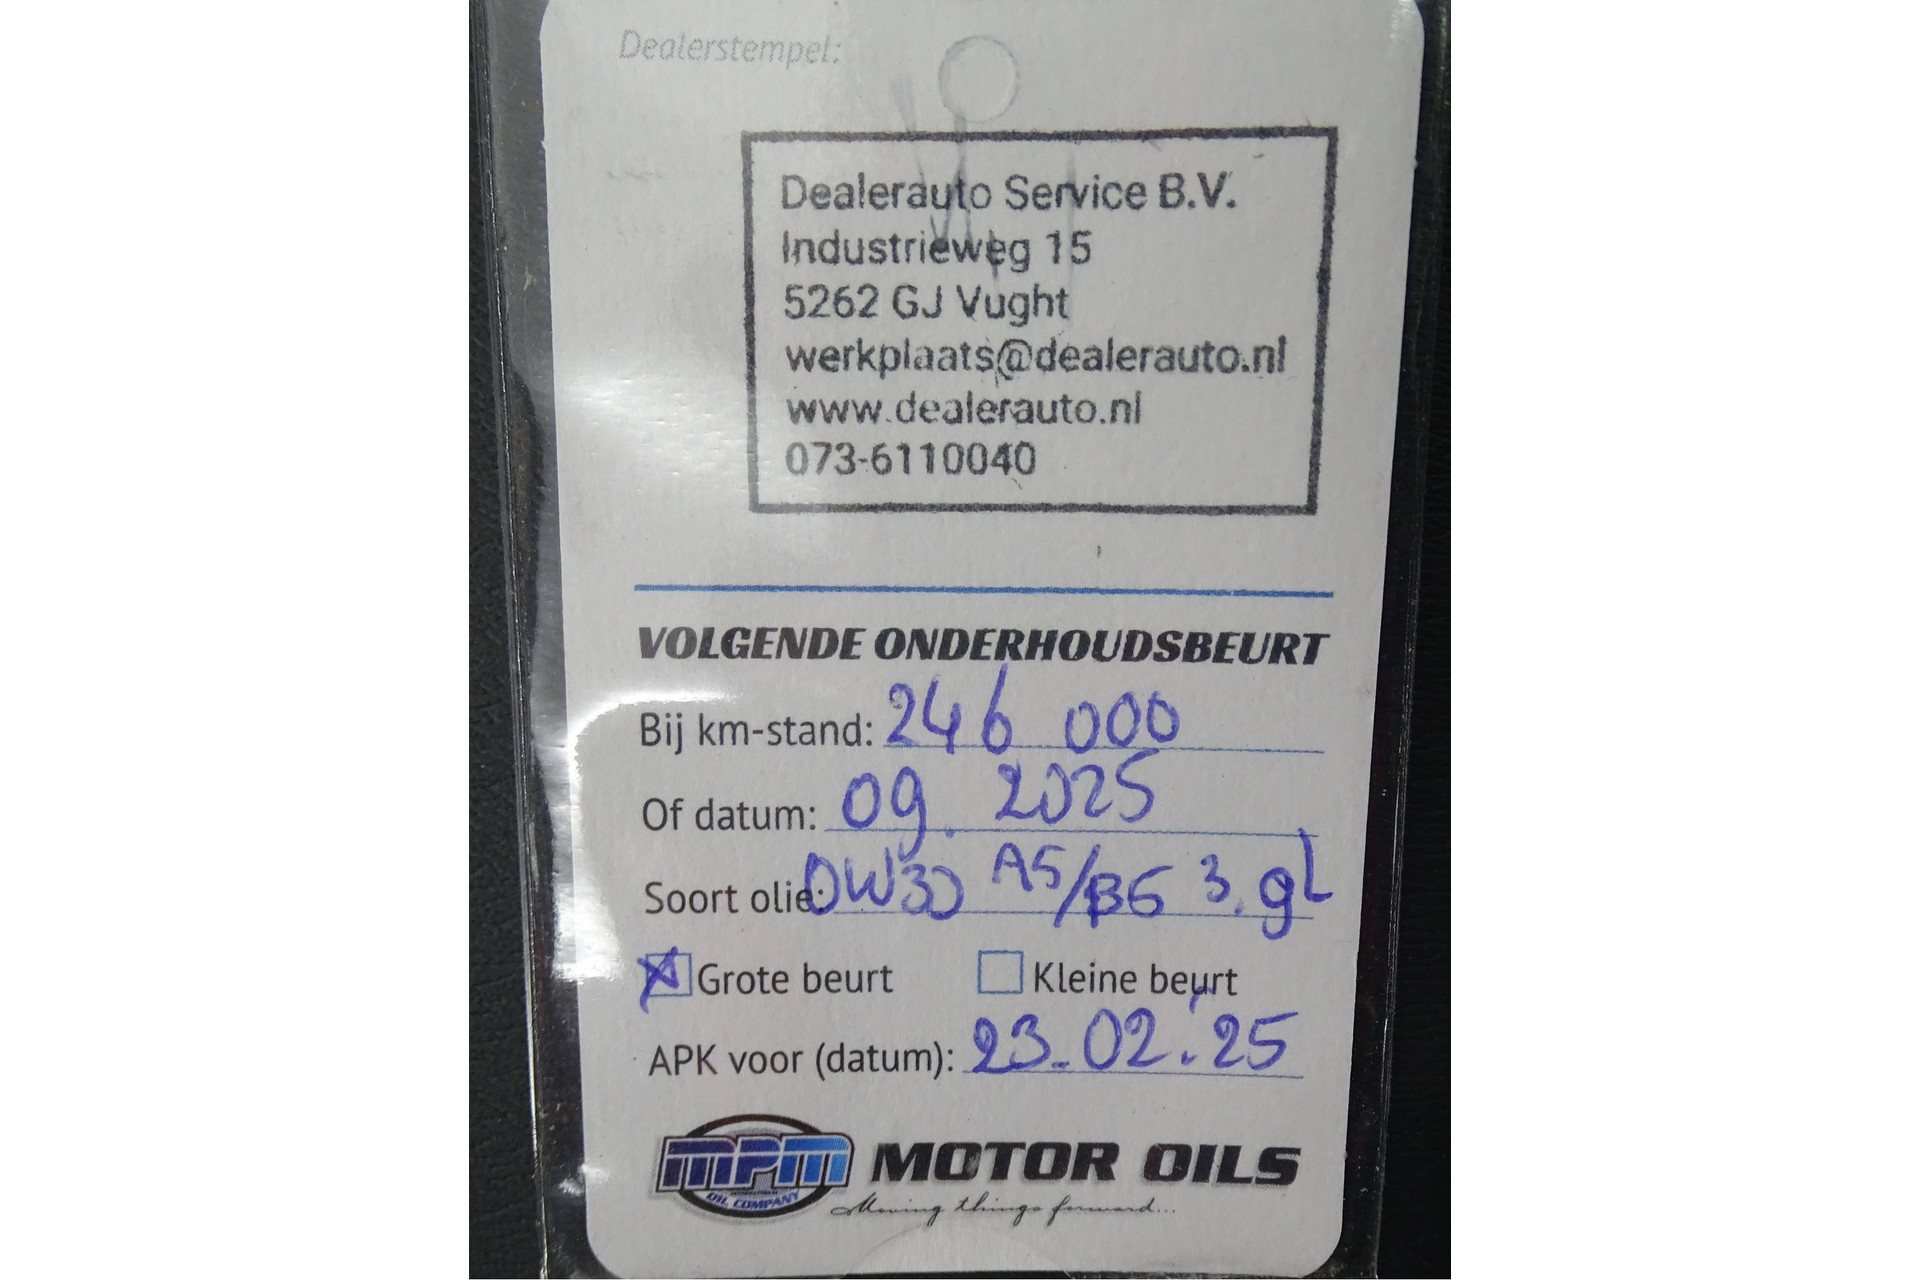 Dealerstempel:
Dealerauto Service B.V.
Industrieweg 15
5262 GJ Vught
werkplaats@dealerauto.nl
www.dealerauto.nl
073-6110040
VOLGENDE ONDERHOUDSBEURT
Bij km-stand: 246 000
Of datum: 09. 2025
Soort olie: 0W30 A5/B5 3.9L
Grote beurt Kleine beurt
APK voor (datum): 23-02-25
mpm MOTOR OILS
INTERNATIONAL
OIL COMPANY
Moving things forward...